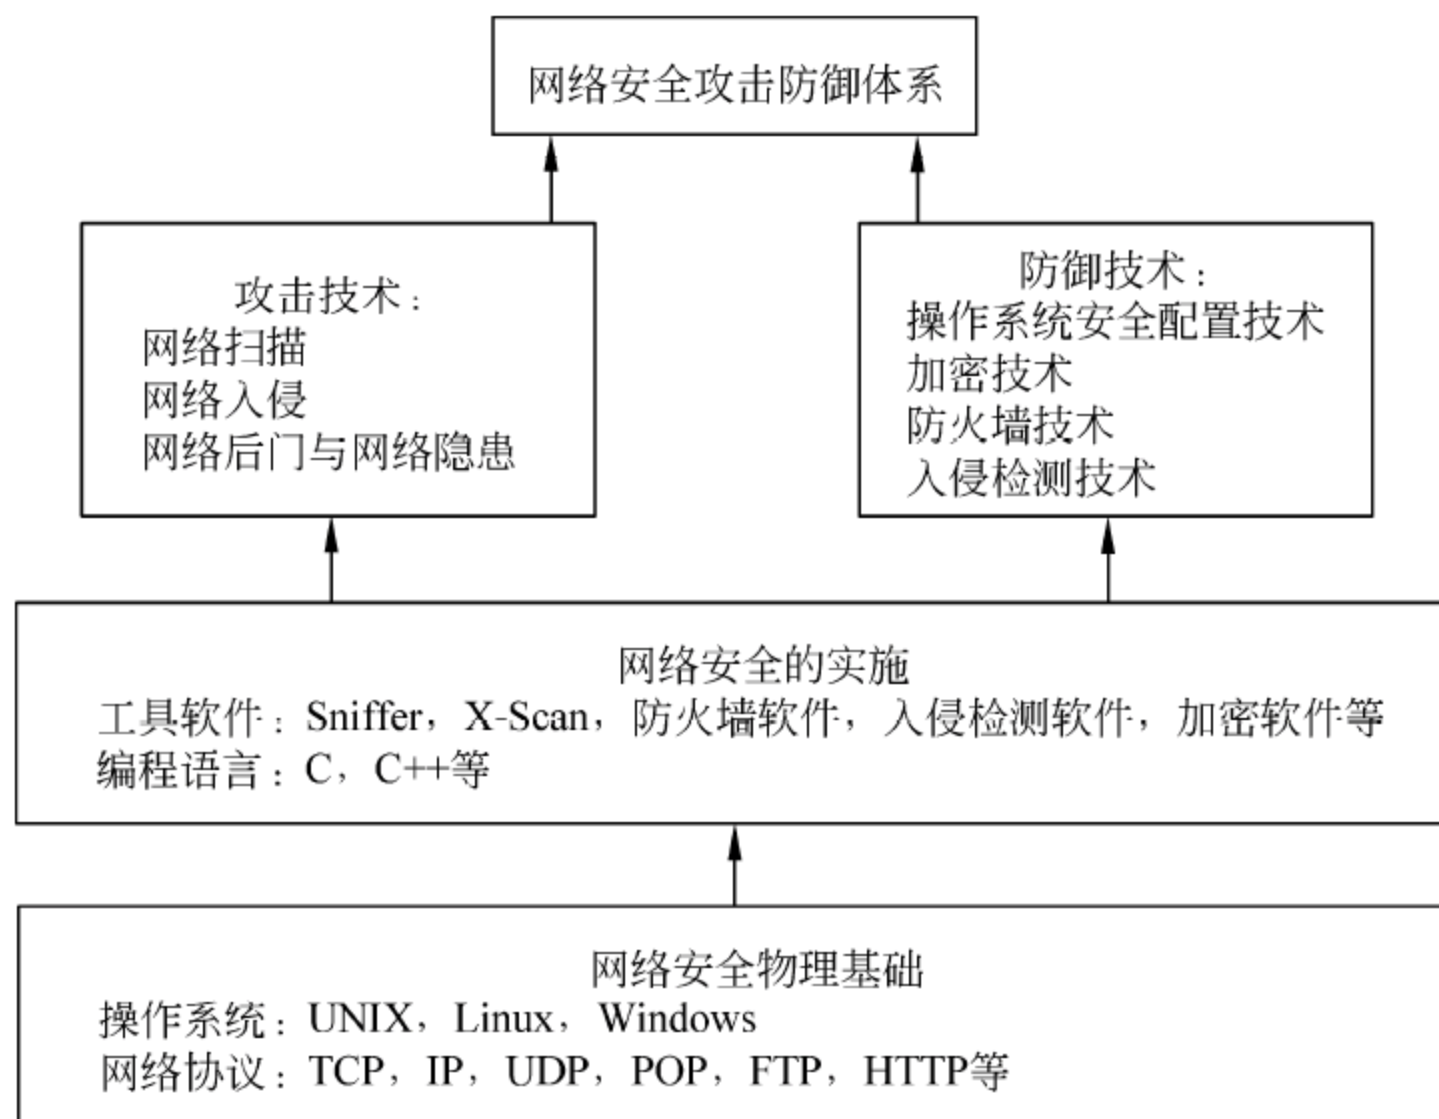 网络安全攻击防御体系
攻击技术：
网络扫描
网络入侵
网络后门与网络隐患
防御技术：
操作系统安全配置技术
加密技术
防火墙技术
入侵检测技术
网络安全的实施
工具软件：Sniffer，X-Scan，防火墙软件，入侵检测软件，加密软件等
编程语言：C，C++等
网络安全物理基础
操作系统：UNIX，Linux，Windows
网络协议：TCP，IP，UDP，POP，FTP，HTTP等